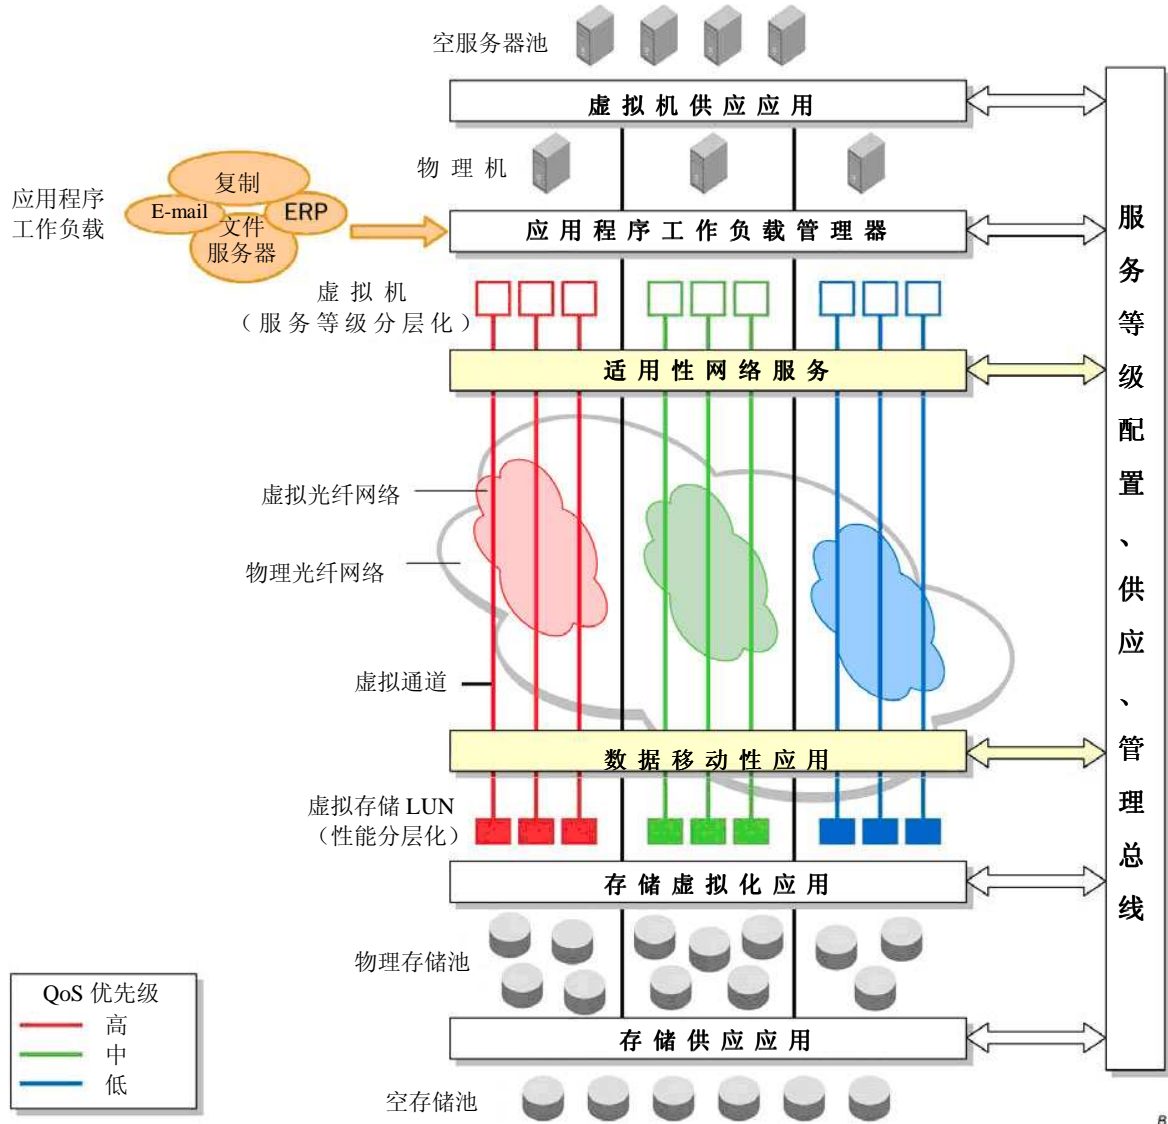 空服务器池
虚拟机供应应用
物理机
应用程序
工作负载
复制
E-mail
ERP
文件
服务器
应用程序工作负载管理器
虚拟机
（服务等级分层化）
适用性网络服务
虚拟光纤网络
物理光纤网络
虚拟通道
数据移动性应用
虚拟存储 LUN
（性能分层化）
存储虚拟化应用
物理存储池
存储供应应用
空存储池
服务等级配置、供应、管理总线
QoS 优先级
高
中
低
B